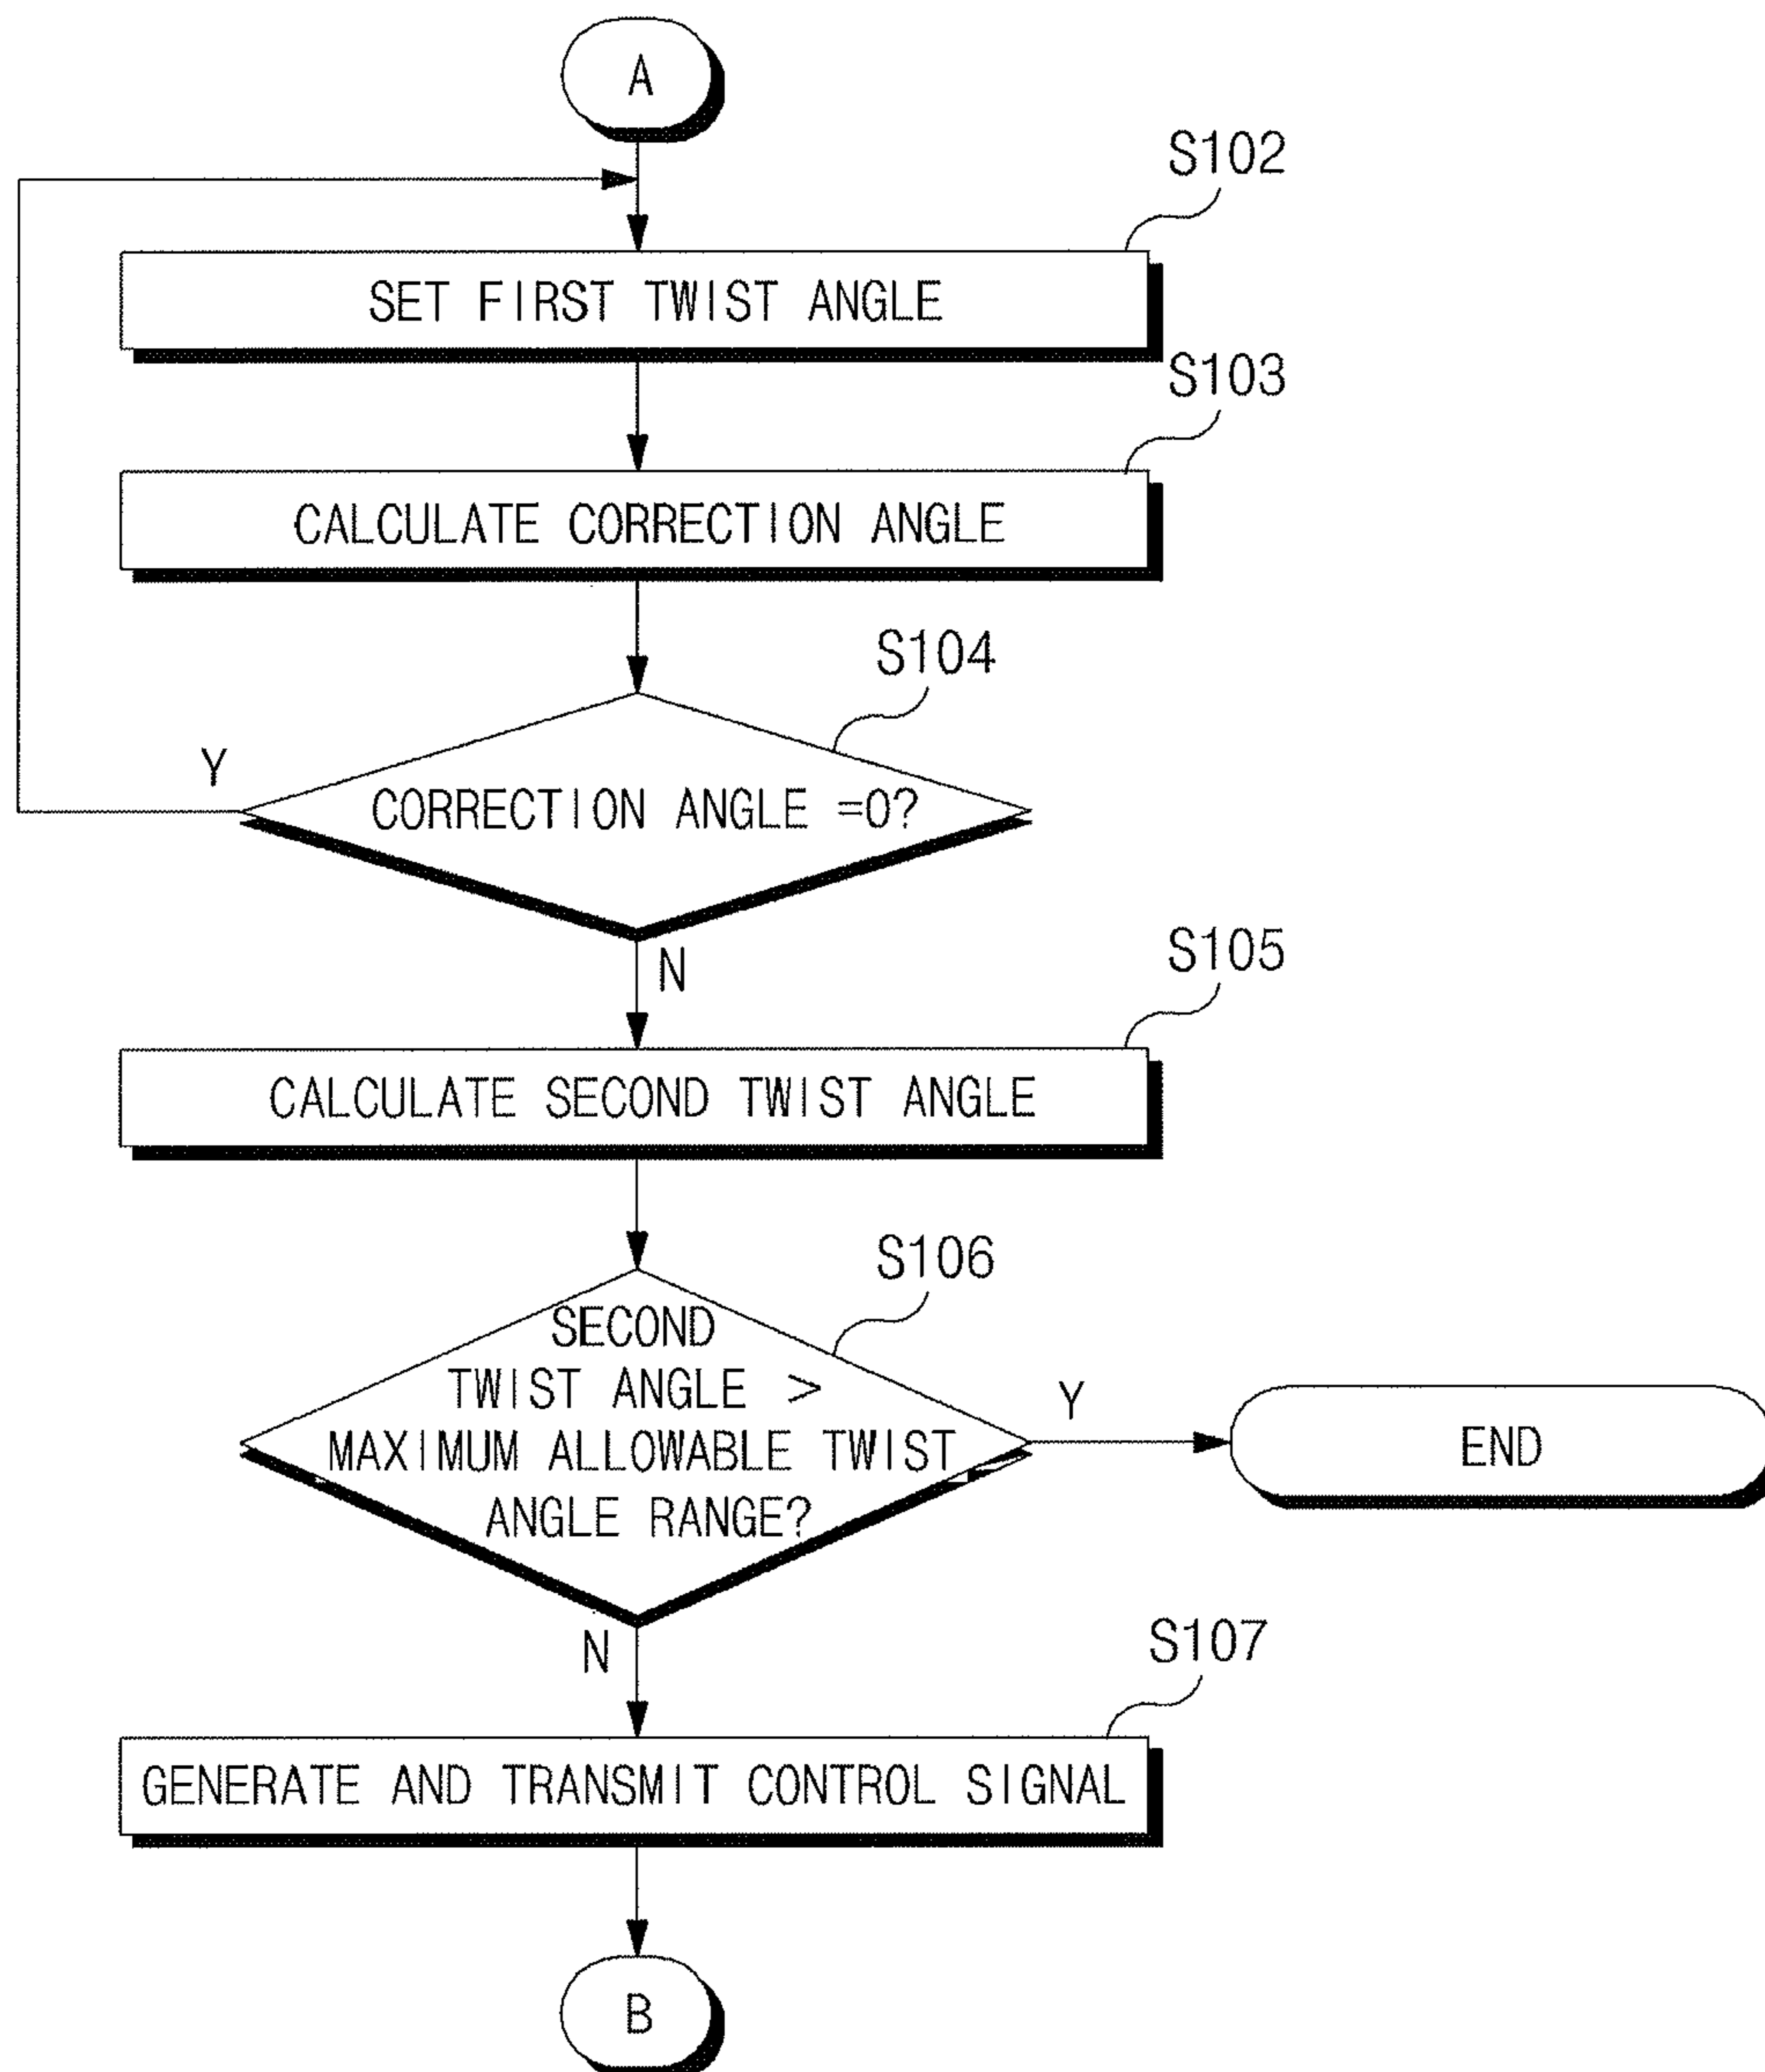 A
S102
SET FIRST TWIST ANGLE
S103
CALCULATE CORRECTION ANGLE
S104
Y
CORRECTION ANGLE =0?
N
S105
CALCULATE SECOND TWIST ANGLE
S106
SECOND
TWIST ANGLE >
MAXIMUM ALLOWABLE TWIST
ANGLE RANGE?
Y
END
N
S107
GENERATE AND TRANSMIT CONTROL SIGNAL
B